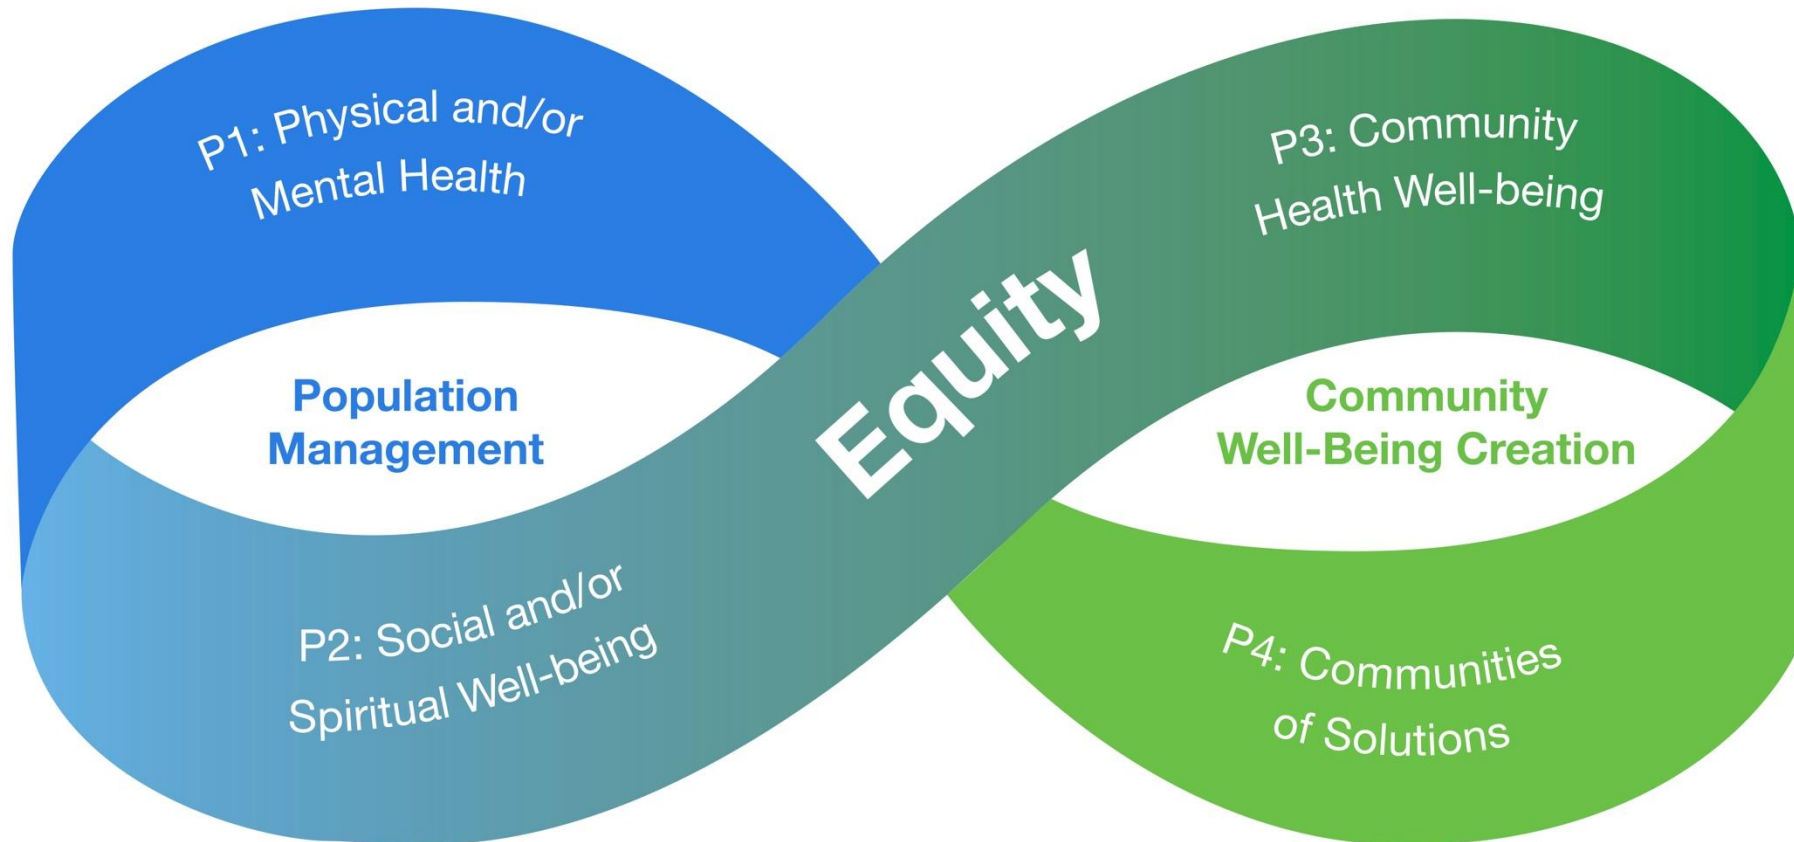 P1: Physical and/or
Mental Health
Population
Management
P2: Social and/or
Spiritual Well-being
Equity
P3: Community
Health Well-being
Community
Well-Being Creation
P4: Communities
of Solutions